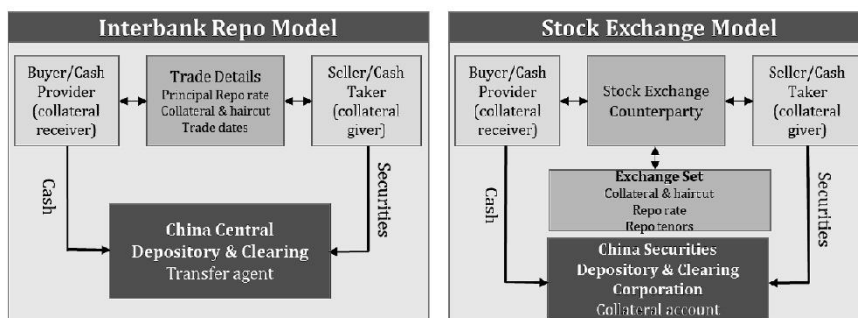 Interbank Repo Model
Buyer/Cash
Provider
(collateral
receiver)
Trade Details
Principal Repo rate
Collateral & haircut
Trade dates
Seller/Cash
Taker
(collateral
giver)
Cash
Securities
China Central
Depository & Clearing
Transfer agent
Stock Exchange Model
Buyer/Cash
Provider
(collateral
receiver)
Stock Exchange
Counterparty
Seller/Cash
Taker
(collateral
giver)
Exchange Set
Collateral & haircut
Repo rate
Repo tenors
Cash
Securities
China Securities
Depository & Clearing
Corporation
Collateral account